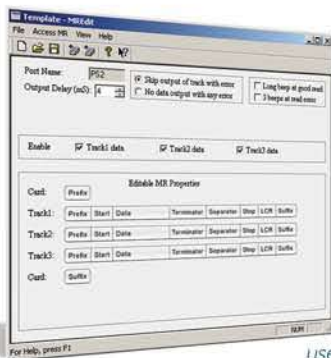 Template - MREdit
File Access MR View Help
Port Name: PS2
Output Delay (mS): 4
Skip output of track with error
No data output with any error
Long beep at good read
3 beeps at read error
Enable Track1 data Track2 data Track3 data
Editable MR Properties
Card: Prefix
Track1: Prefix Start Data Terminator Separator Stop LCR Suffix
Track2: Prefix Start Data Terminator Separator Stop LCR Suffix
Track3: Prefix Start Data Terminator Separator Stop LCR Suffix
Card: Suffix
For Help, press F1
NUM